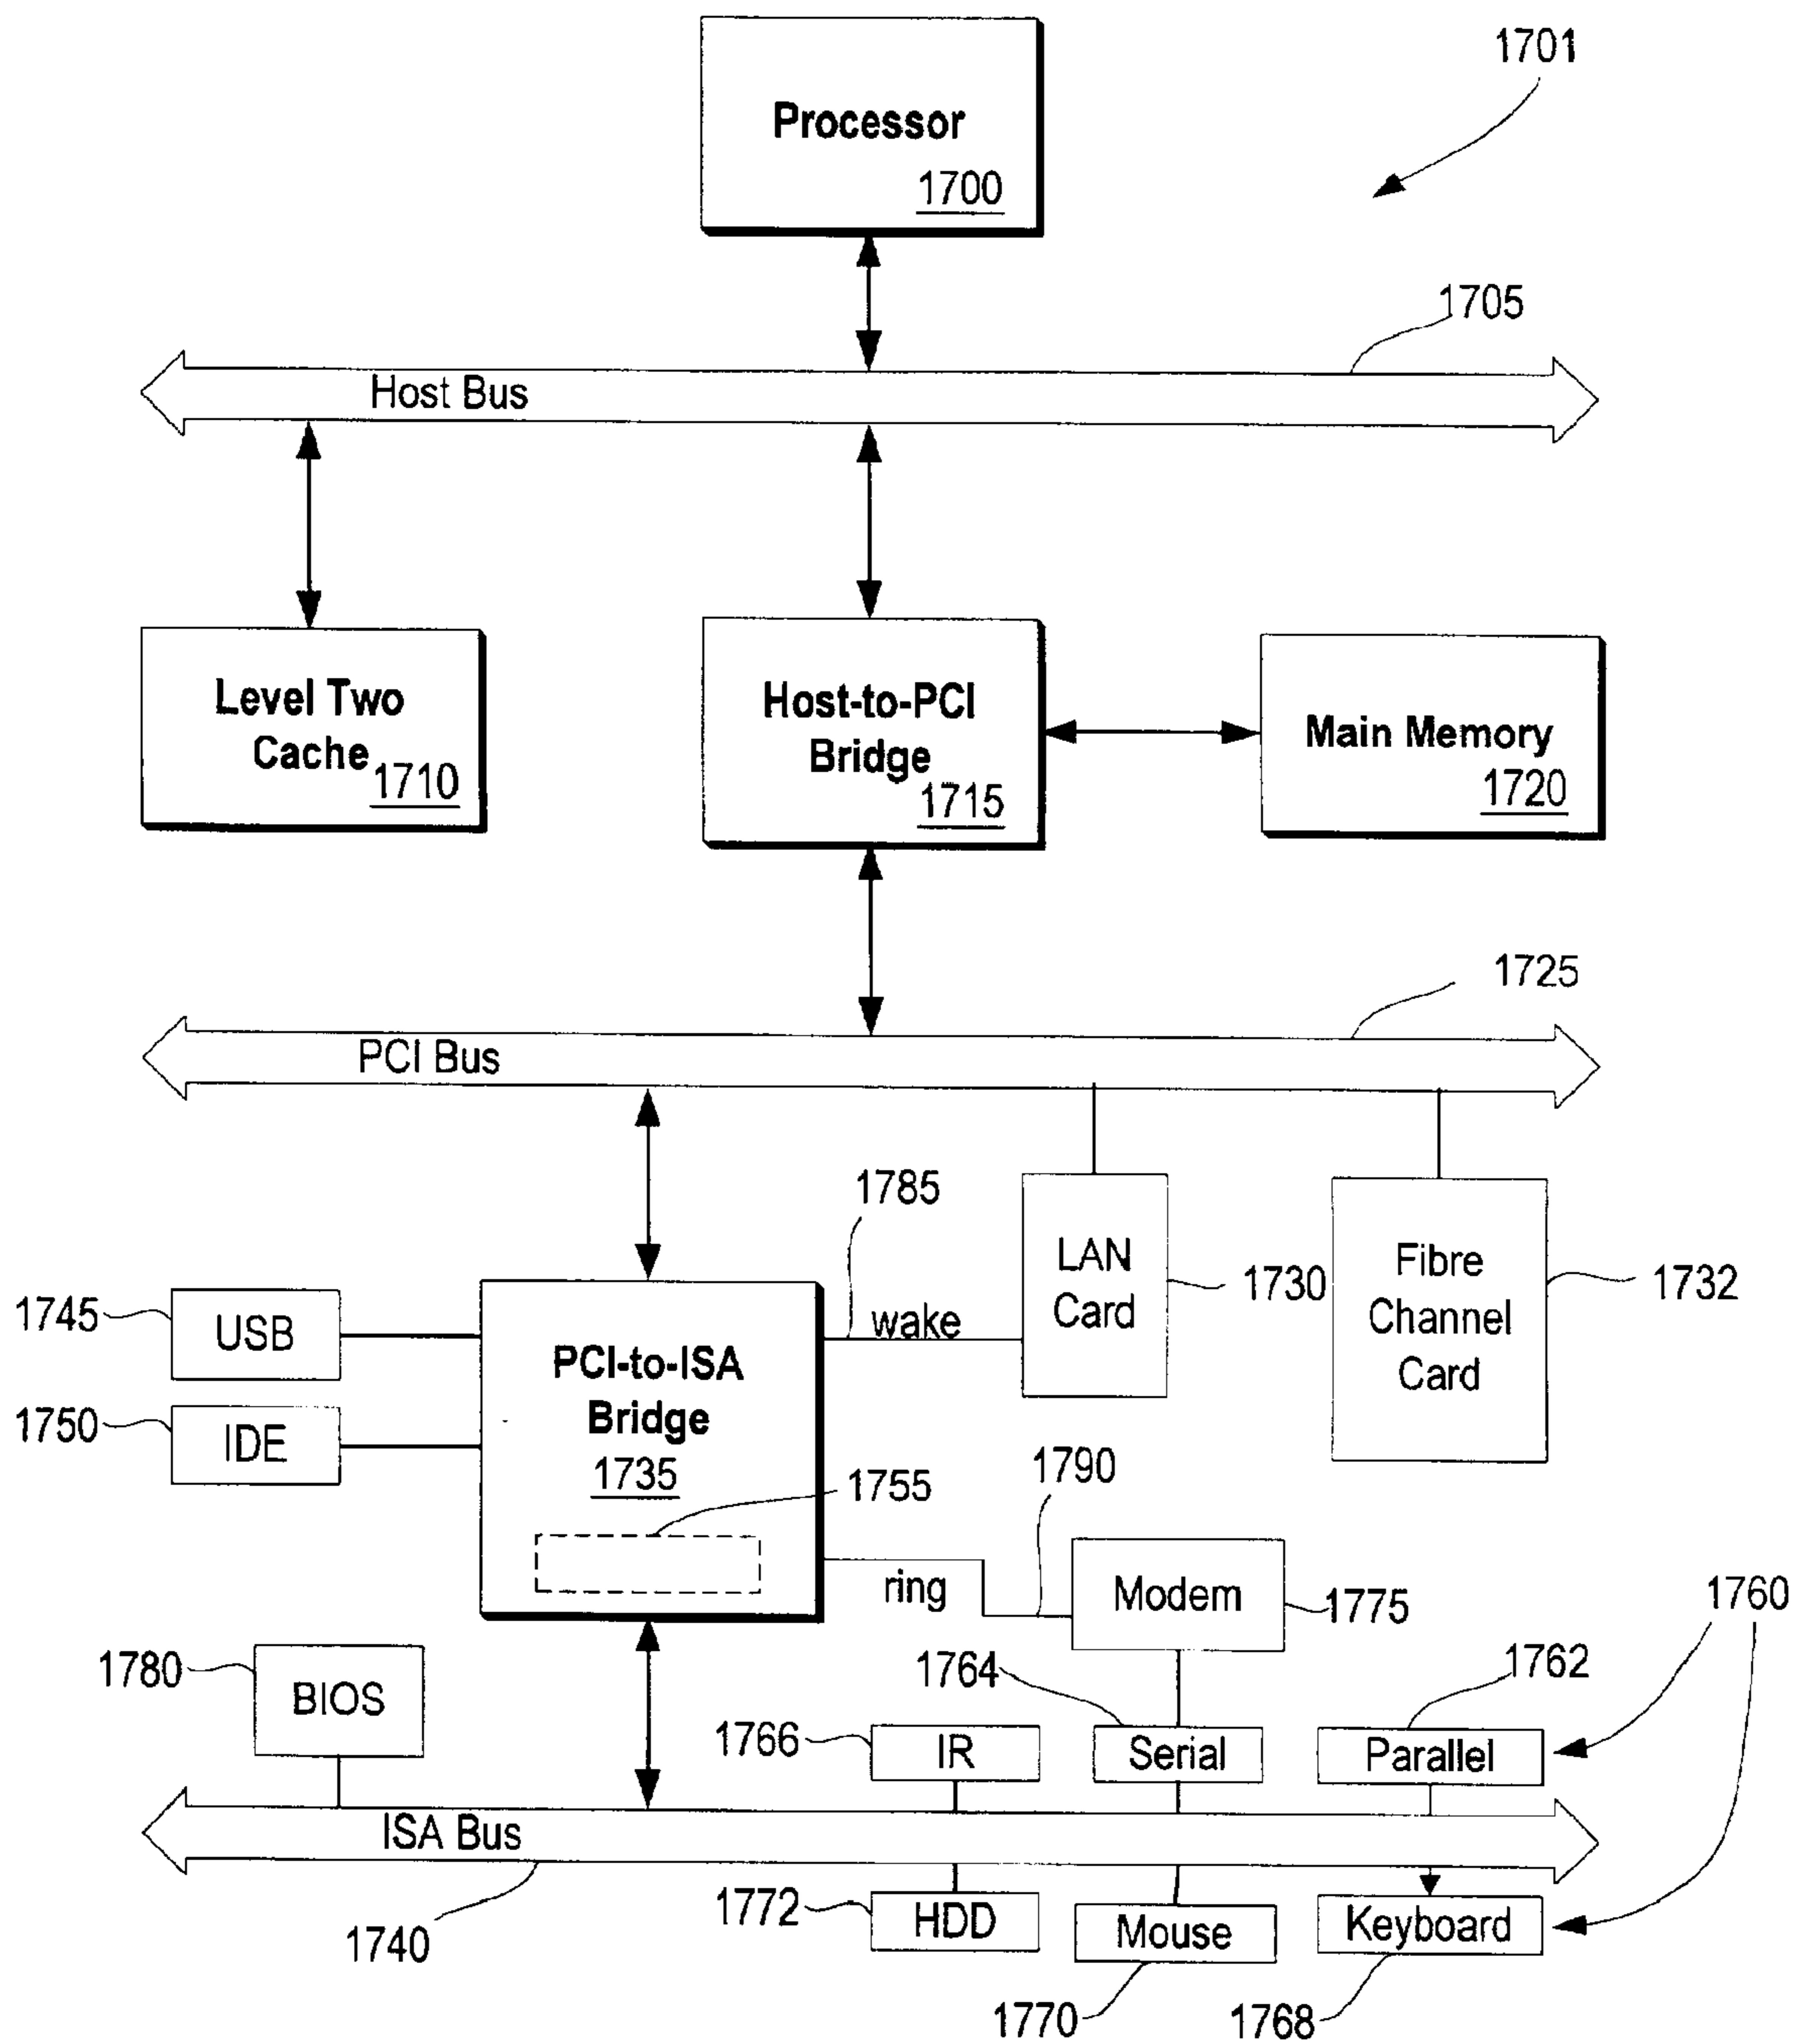 1701
Processor
1700
1705
Host Bus
Level Two
Cache
1710
Host-to-PCI
Bridge
1715
Main Memory
1720
1725
PCI Bus
1785
LAN
Card
1730
Fibre
Channel
Card
1732
1745
USB
wake
PCI-to-ISA
Bridge
1735
1750
IDE
1755
1790
ring
Modem
1775
1760
1780
BIOS
1764
1762
1766
IR
Serial
Parallel
ISA Bus
1740
1772
HDD
Mouse
Keyboard
1770
1768